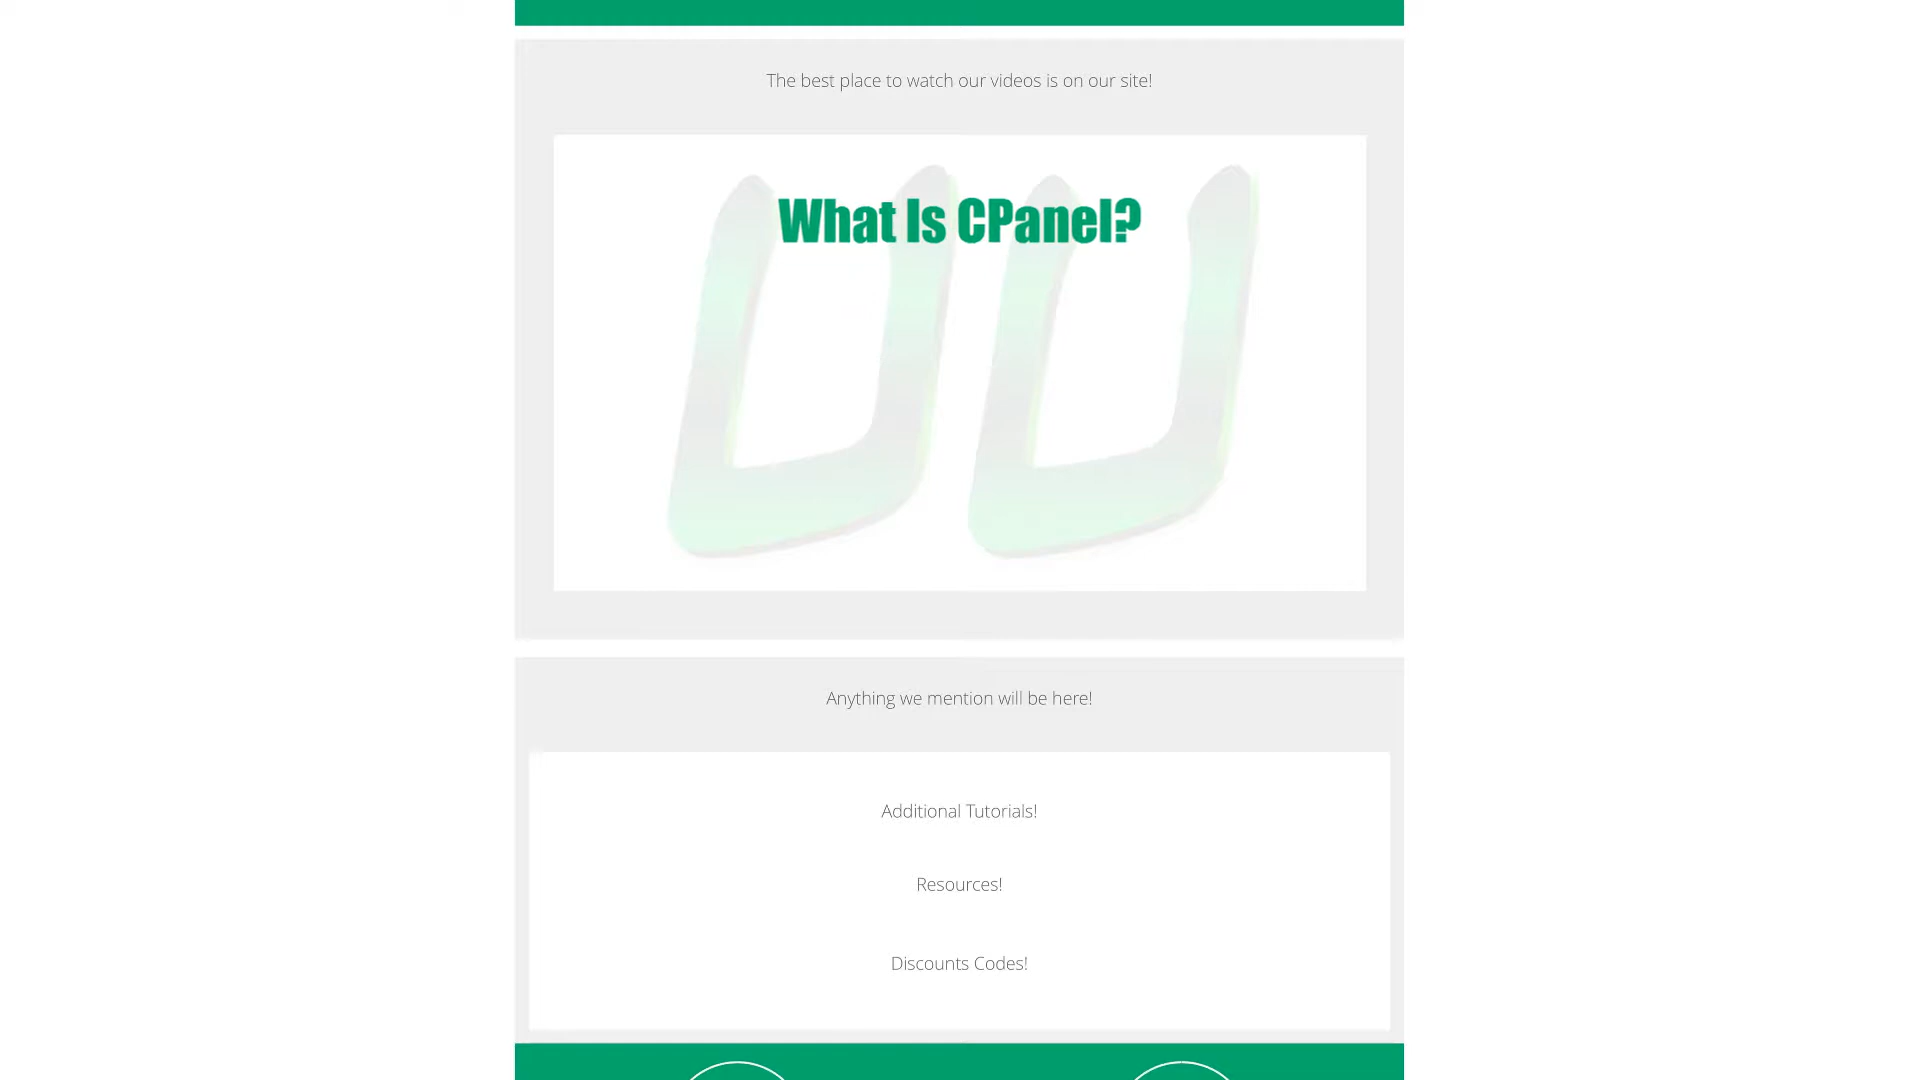 The best place to watch our videos is on our site!
What Is CPanel?
Anything we mention will be here!
Additional Tutorials!
Resources!
Discounts Codes!